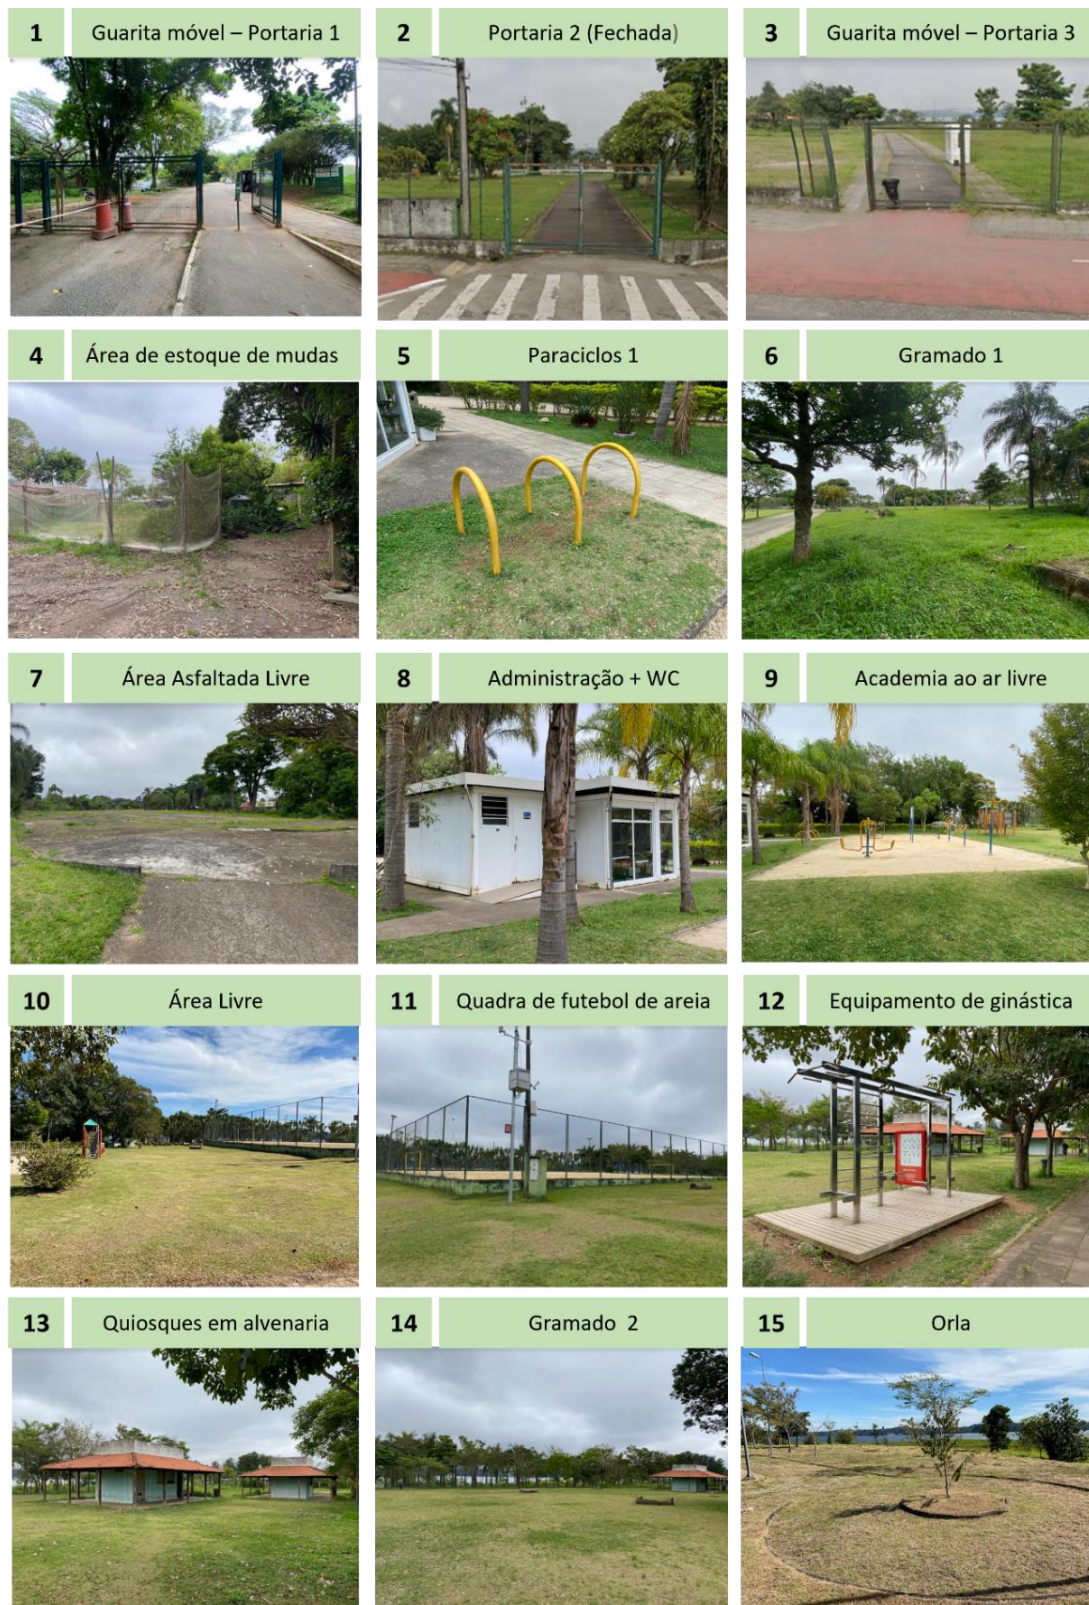 1 Guarita móvel – Portaria 1
2 Portaria 2 (Fechada)
3 Guarita móvel – Portaria 3
4 Área de estoque de mudas
5 Paraciclos 1
6 Gramado 1
7 Área Asfaltada Livre
8 Administração + WC
9 Academia ao ar livre
10 Área Livre
11 Quadra de futebol de areia
12 Equipamento de ginástica
13 Quiosques em alvenaria
14 Gramado 2
15 Orla